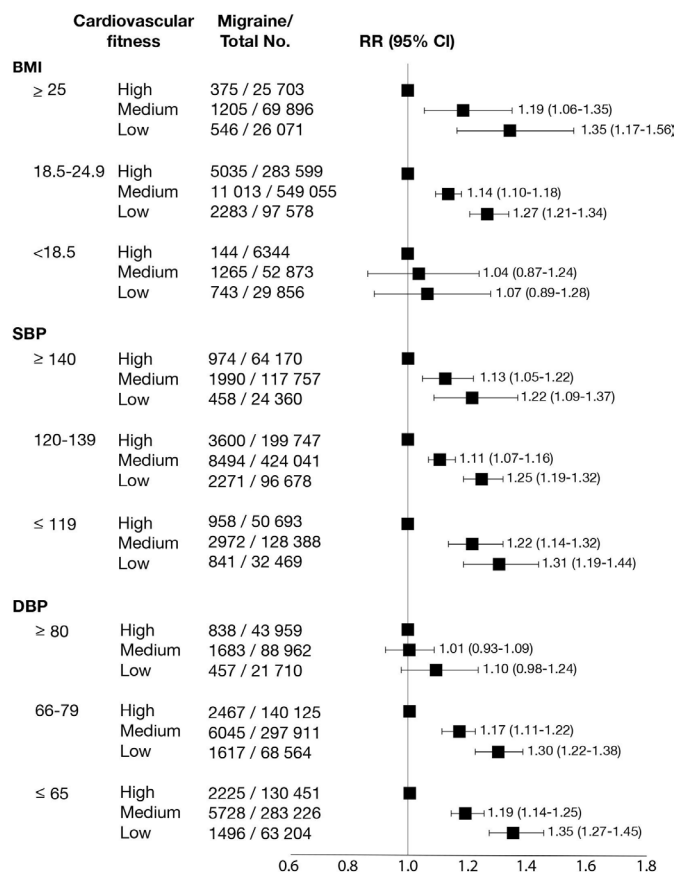 Cardiovascular fitness Migraine/ Total No. RR (95% CI)
BMI
≥ 25 High 375 / 25 703
Medium 1205 / 69 896 1.19 (1.06-1.35)
Low 546 / 26 071 1.35 (1.17-1.56)
18.5-24.9 High 5035 / 283 599
Medium 11 013 / 549 055 1.14 (1.10-1.18)
Low 2283 / 97 578 1.27 (1.21-1.34)
<18.5 High 144 / 6344
Medium 1265 / 52 873 1.04 (0.87-1.24)
Low 743 / 29 856 1.07 (0.89-1.28)
SBP
≥ 140 High 974 / 64 170
Medium 1990 / 117 757 1.13 (1.05-1.22)
Low 458 / 24 360 1.22 (1.09-1.37)
120-139 High 3600 / 199 747
Medium 8494 / 424 041 1.11 (1.07-1.16)
Low 2271 / 96 678 1.25 (1.19-1.32)
≤ 119 High 958 / 50 693
Medium 2972 / 128 388 1.22 (1.14-1.32)
Low 841 / 32 469 1.31 (1.19-1.44)
DBP
≥ 80 High 838 / 43 959
Medium 1683 / 88 962 1.01 (0.93-1.09)
Low 457 / 21 710 1.10 (0.98-1.24)
66-79 High 2467 / 140 125
Medium 6045 / 297 911 1.17 (1.11-1.22)
Low 1617 / 68 564 1.30 (1.22-1.38)
≤ 65 High 2225 / 130 451
Medium 5728 / 283 226 1.19 (1.14-1.25)
Low 1496 / 63 204 1.35 (1.27-1.45)
0.6 0.8 1.0 1.2 1.4 1.6 1.8